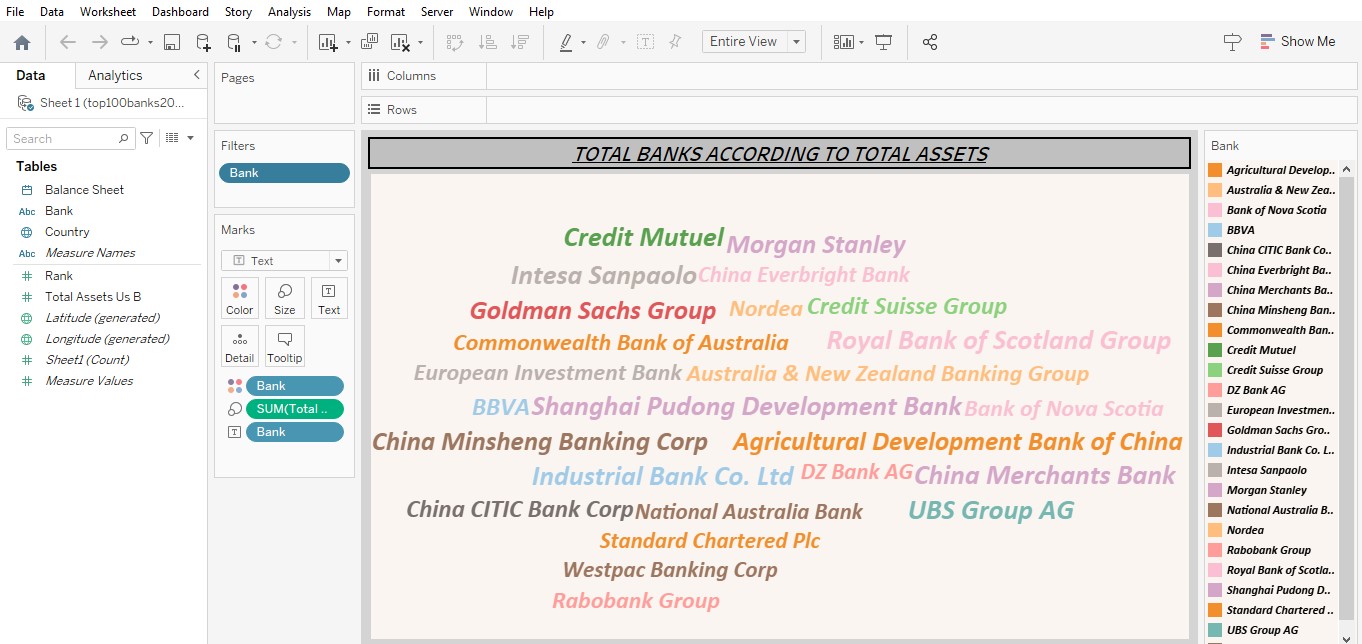 File Data Worksheet Dashboard Story Analysis Map Format Server Window Help
Entire View
Show Me
Data Analytics
Sheet 1 (top100banks20...
Search
Tables
Balance Sheet
Abc Bank
Country
Abc Measure Names
Rank
Total Assets Us B
Latitude (generated)
Longitude (generated)
Sheet1 (Count)
Measure Values
Pages
Filters
Bank
Marks
T Text
Color Size Text
Detail Tooltip
Bank
SUM(Total ..
Bank
Columns
Rows
TOTAL BANKS ACCORDING TO TOTAL ASSETS
Credit Mutuel Morgan Stanley
Intesa Sanpaolo China Everbright Bank
Goldman Sachs Group Nordea Credit Suisse Group
Commonwealth Bank of Australia Royal Bank of Scotland Group
European Investment Bank Australia & New Zealand Banking Group
BBVA Shanghai Pudong Development Bank Bank of Nova Scotia
China Minsheng Banking Corp Agricultural Development Bank of China
Industrial Bank Co. Ltd DZ Bank AG China Merchants Bank
China CITIC Bank Corp National Australia Bank UBS Group AG
Standard Chartered Plc
Westpac Banking Corp
Rabobank Group
Bank
Agricultural Develop..
Australia & New Zea..
Bank of Nova Scotia
BBVA
China CITIC Bank Co..
China Everbright Ba..
China Merchants Ba..
China Minsheng Ban..
Commonwealth Ban..
Credit Mutuel
Credit Suisse Group
DZ Bank AG
European Investmen..
Goldman Sachs Gro..
Industrial Bank Co. L..
Intesa Sanpaolo
Morgan Stanley
National Australia B..
Nordea
Rabobank Group
Royal Bank of Scotla..
Shanghai Pudong D..
Standard Chartered ..
UBS Group AG